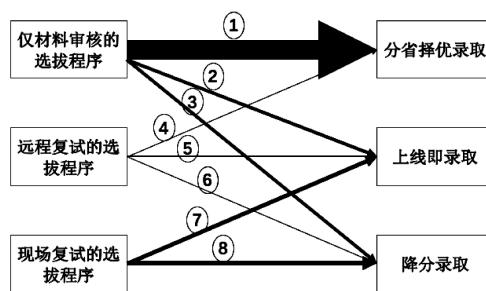 ①
仅材料审核的
选拔程序
分省择优录取
②
③
④
远程复试的选
拔程序
⑤
上线即录取
⑥
⑦
现场复试的选
拔程序
⑧
降分录取